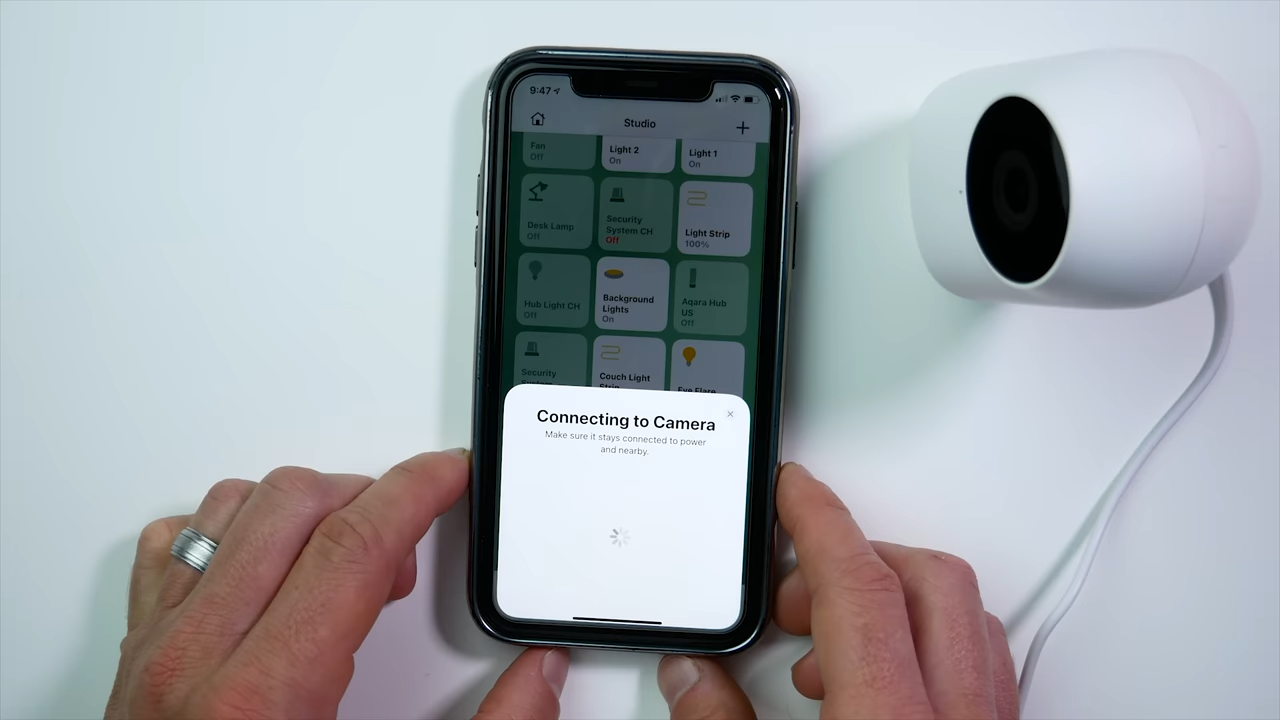 9:47
Studio
Fan
Off
Light 2
On
Light 1
On
Desk Lamp
Off
Security
System CH
Off
Light Strip
100%
Hub Light CH
Off
Background
Lights
On
Aqara Hub
US
Off
Security
System
Couch Light
Strip
Eve Flare
Connecting to Camera
Make sure it stays connected to power
and nearby.